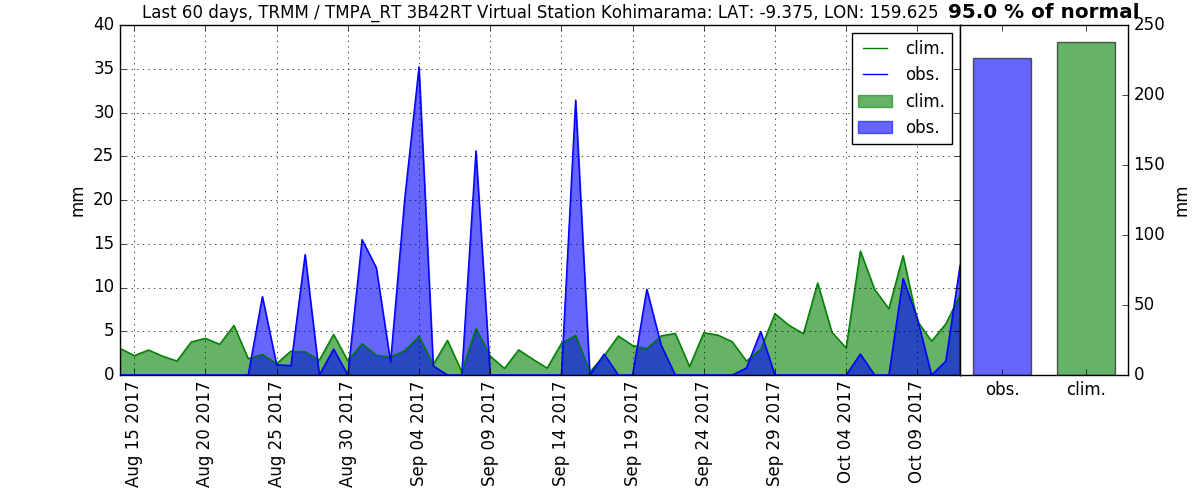 Last 60 days, TRMM / TMPA_RT 3B42RT Virtual Station Kohimarama: LAT: -9.375, LON: 159.625 95.0 % of normal
40
35
30
25
20
15
10
5
0
mm
clim.
obs.
clim.
obs.
250
200
150
100
50
0
mm
obs. clim.
Aug 15 2017
Aug 20 2017
Aug 25 2017
Aug 30 2017
Sep 04 2017
Sep 09 2017
Sep 14 2017
Sep 19 2017
Sep 24 2017
Sep 29 2017
Oct 04 2017
Oct 09 2017